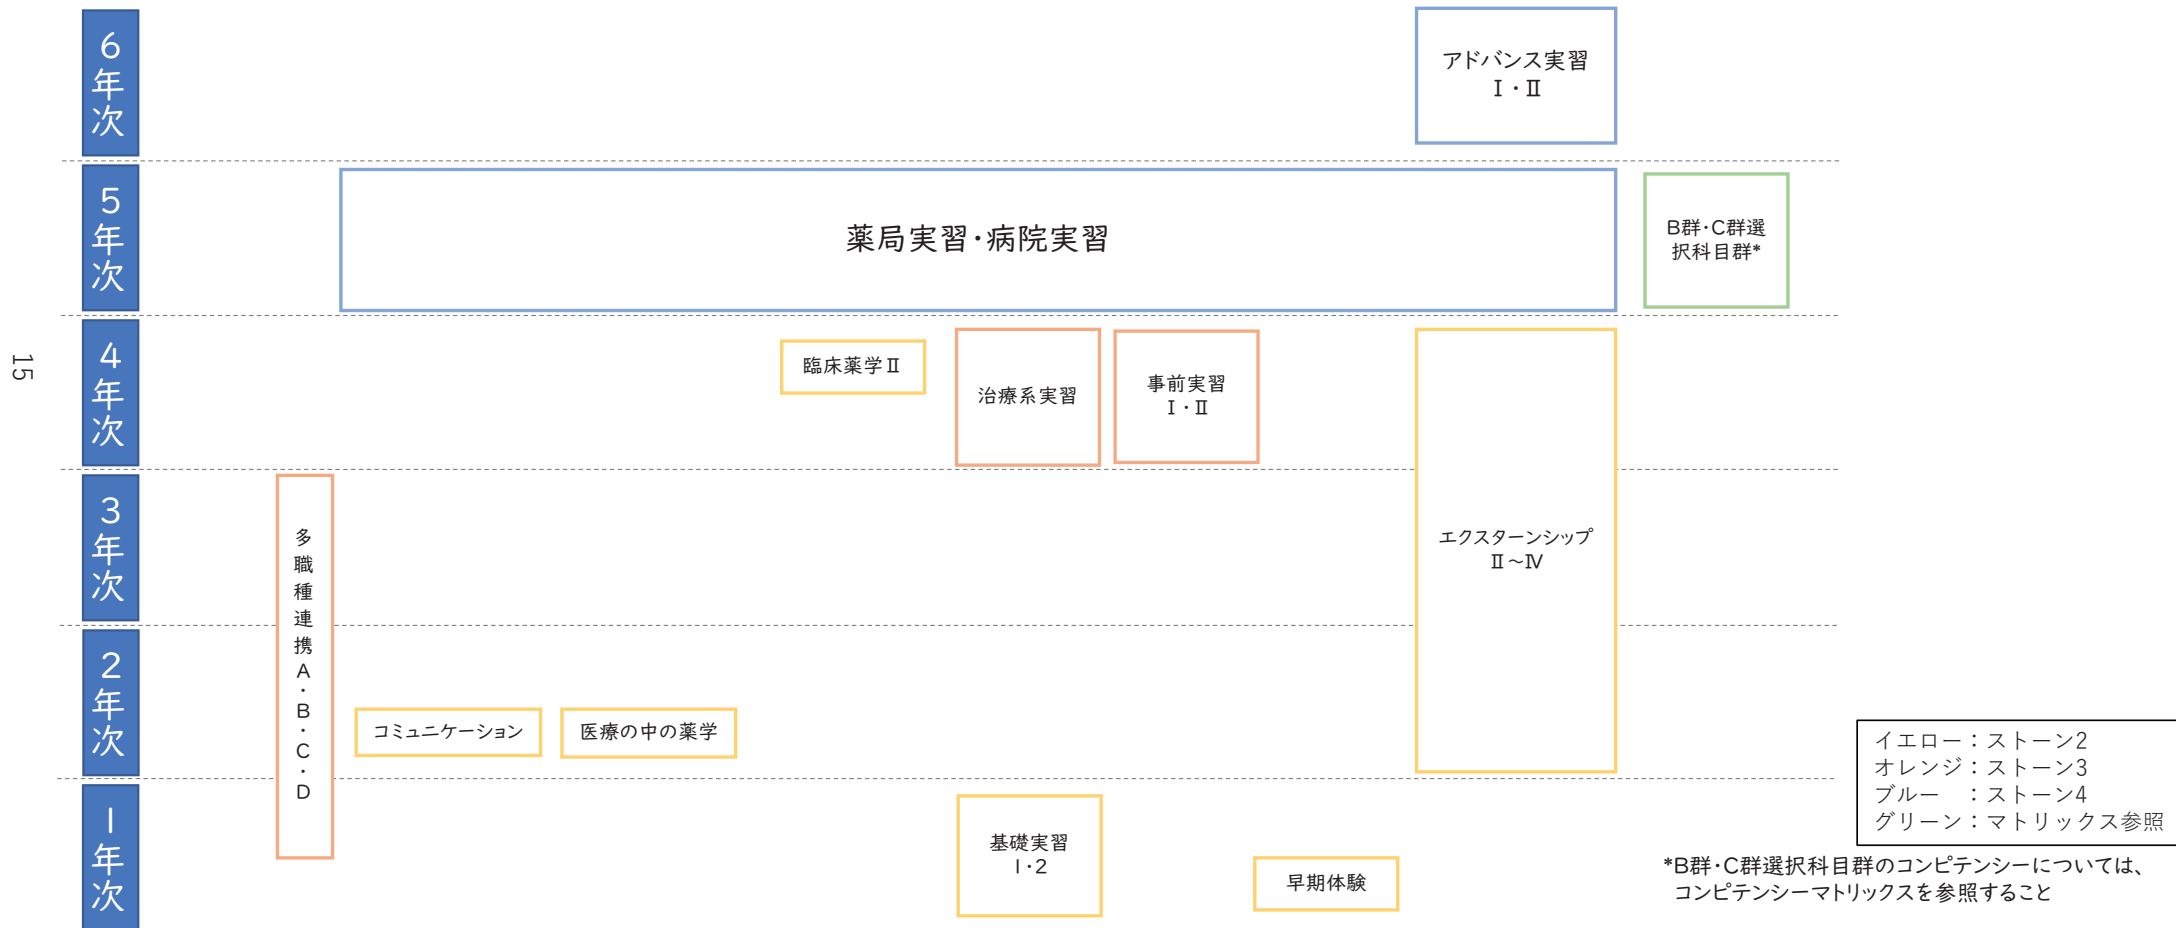 6年次
アドバンス実習
Ⅰ・Ⅱ
5年次
薬局実習・病院実習
B群・C群選
択科目群*
4年次
臨床薬学Ⅱ
治療系実習
事前実習
Ⅰ・Ⅱ
エクスターンシップ
Ⅱ～Ⅳ
15
3年次
多職種連携A・B・C・D
2年次
コミュニケーション
医療の中の薬学
1年次
基礎実習
1・2
早期体験
イエロー：ストーン2
オレンジ：ストーン3
ブルー　：ストーン4
グリーン：マトリックス参照
*B群・C群選択科目群のコンピテンシーについては、
コンピテンシーマトリックスを参照すること